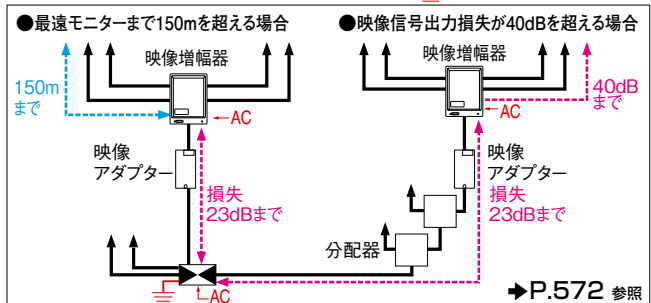 ●最遠モニターまで150mを超える場合
映像増幅器
150m
まで
←AC
映像
アダプター
損失
23dBまで
AC
●映像信号出力損失が40dBを超える場合
映像増幅器
40dB
まで
←AC
映像
アダプター
損失
23dBまで
分配器
➔P.572 参照